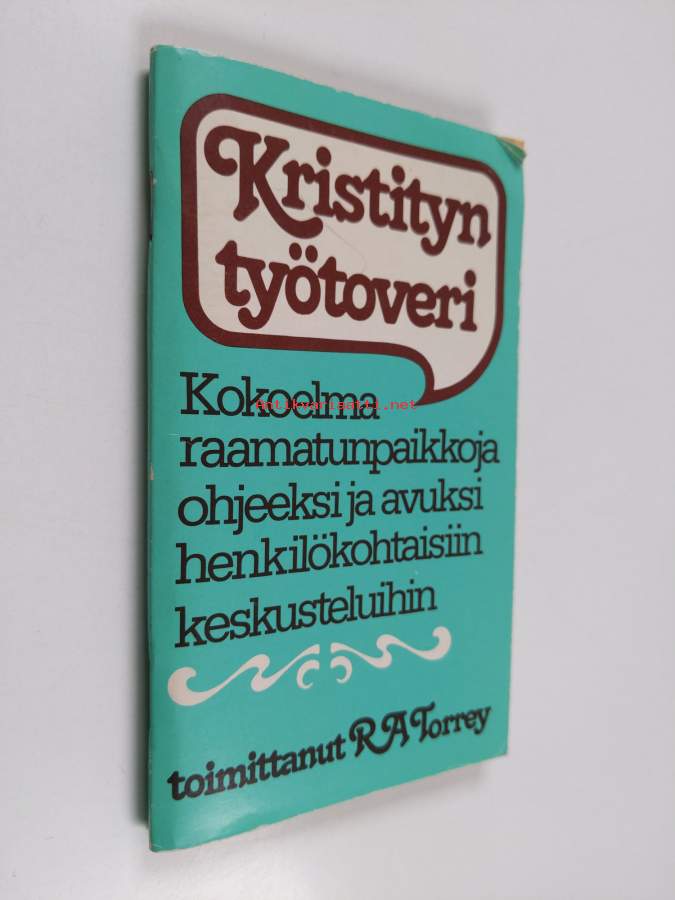 Kristityn
työtoveri
Kokoelma
antikvariaatti.net
raamatunpaikkoja
ohjeeksi ja avuksi
henkilökohtaisiin
keskusteluihin
toimittanut R A Torrey